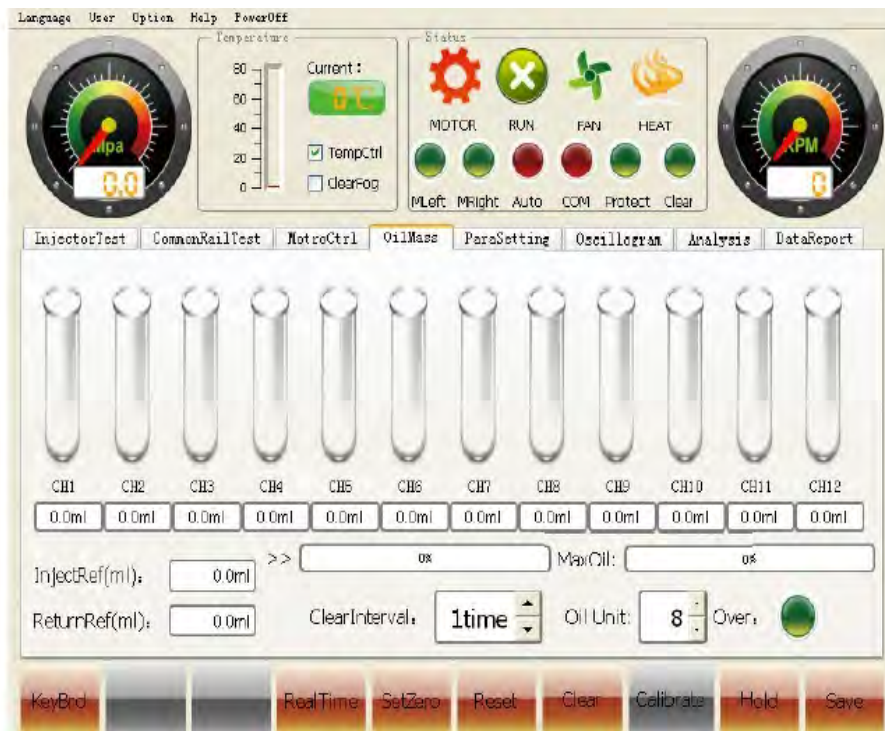 Language User Option Help PowerOff
Temperature
Status
80
60
40
20
0
Current :
0℃
TempCtrl
ClearFog
MOTOR RUN FAN HEAT
MLeft MRight Auto COM Protect Clear
Mpa
0.0
RPM
0
InjectorTest CommonRailTest MotroCtrl OilMass ParaSetting Oscillogram Analysis DataReport
CH1 CH2 CH3 CH4 CH5 CH6 CH7 CH8 CH9 CH10 CH11 CH12
0.0ml 0.0ml 0.0ml 0.0ml 0.0ml 0.0ml 0.0ml 0.0ml 0.0ml 0.0ml 0.0ml 0.0ml
InjectRef(ml): 0.0ml >> 0% MaxOil: 0%
ReturnRef(ml): 0.0ml ClearInterval: 1time Oil Unit: 8 Over:
KeyBrd RealTime SetZero Reset Clear Calibrate Hold Save